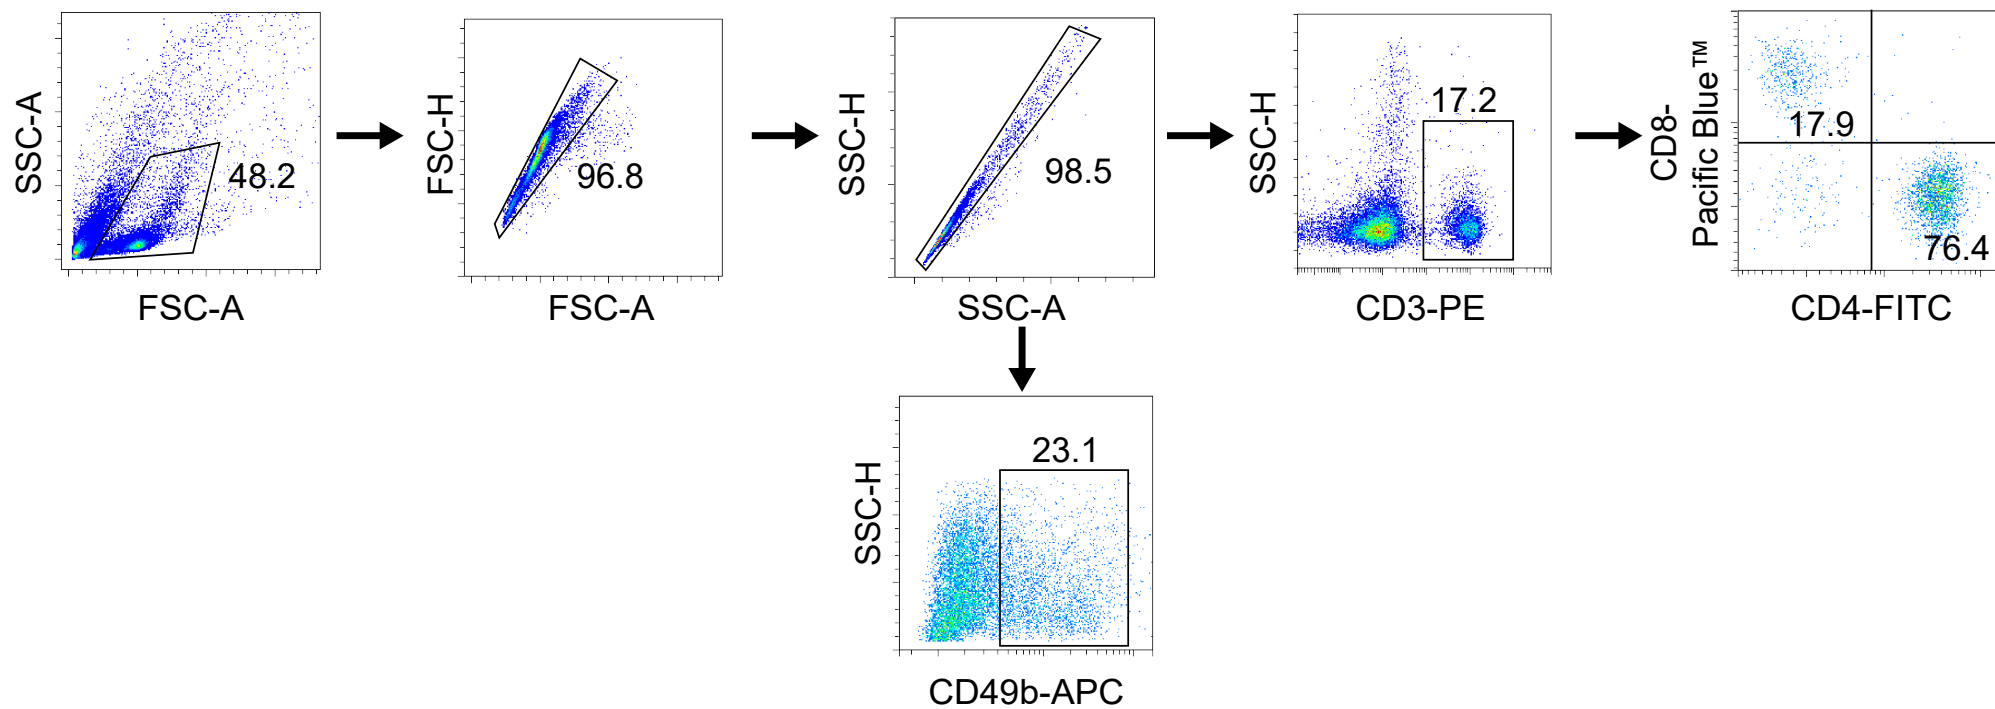 SSC-A
48.2
FSC-A
FSC-H
96.8
FSC-A
SSC-H
98.5
SSC-A
SSC-H
17.2
CD3-PE
CD8-
Pacific Blue™
17.9
76.4
CD4-FITC
SSC-H
23.1
CD49b-APC